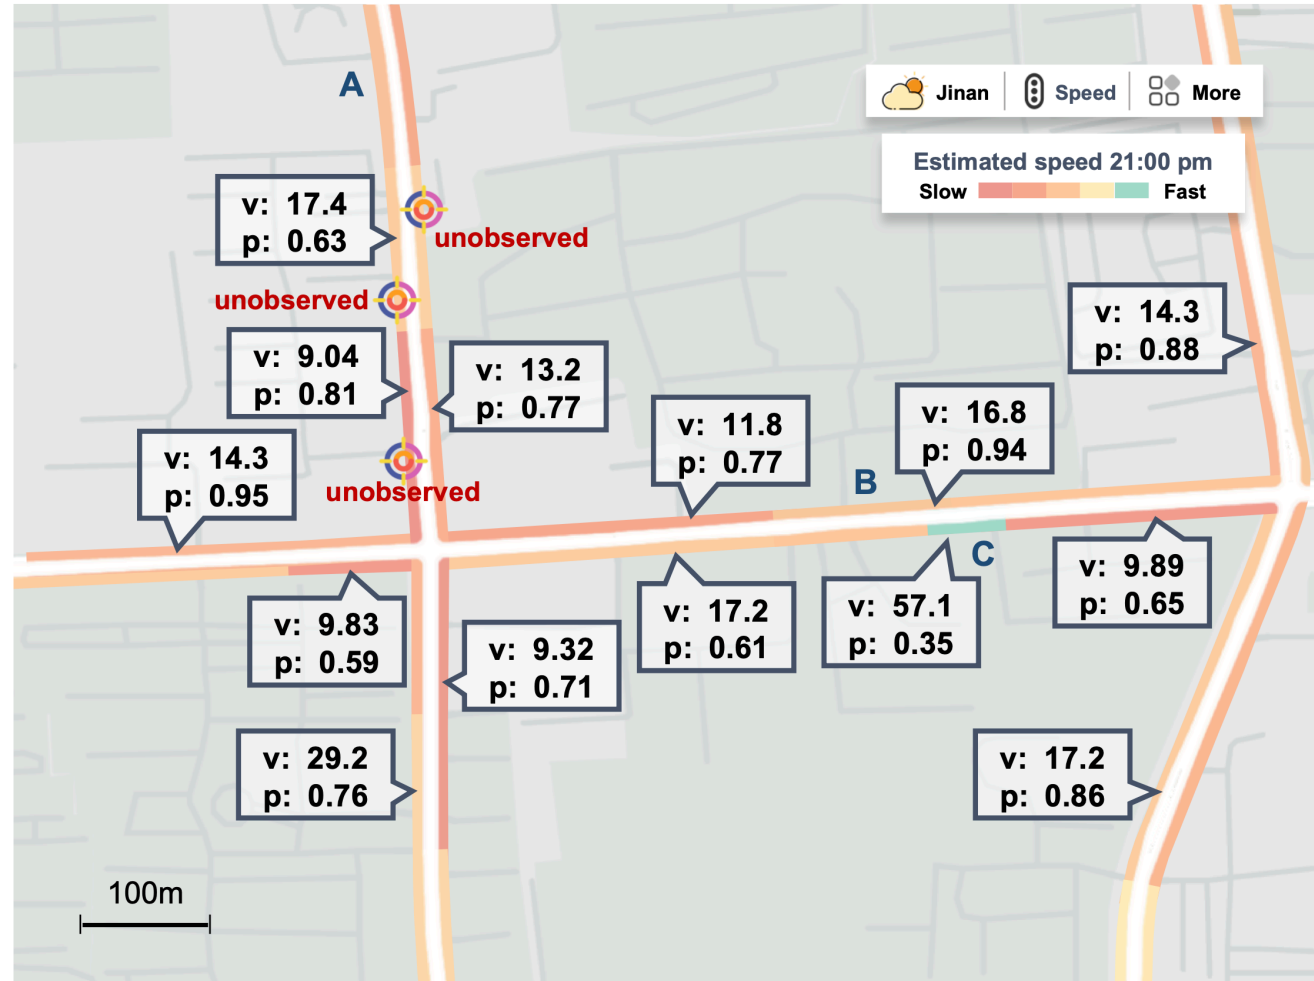 A
Jinan
Speed
More
Estimated speed 21:00 pm
Slow
Fast
v: 17.4
p: 0.63
unobserved
unobserved
v: 9.04
p: 0.81
v: 13.2
p: 0.77
v: 14.3
p: 0.88
v: 14.3
p: 0.95
unobserved
v: 11.8
p: 0.77
B
v: 16.8
p: 0.94
v: 9.83
p: 0.59
v: 9.32
p: 0.71
v: 17.2
p: 0.61
v: 57.1
p: 0.35
C
v: 9.89
p: 0.65
v: 29.2
p: 0.76
v: 17.2
p: 0.86
100m